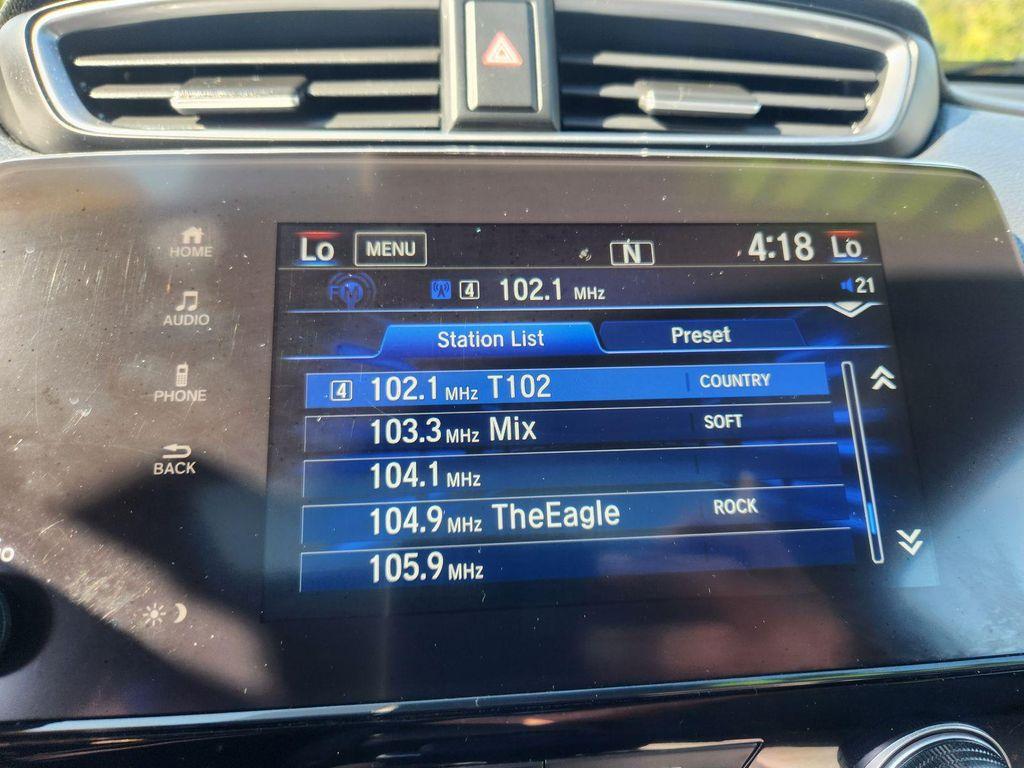 Lo MENU N 4:18 Lo
FM 4 102.1 MHz 21
Station List Preset
4 102.1 MHz T102 COUNTRY
103.3 MHz Mix SOFT
104.1 MHz
104.9 MHz TheEagle ROCK
105.9 MHz
HOME
AUDIO
PHONE
BACK